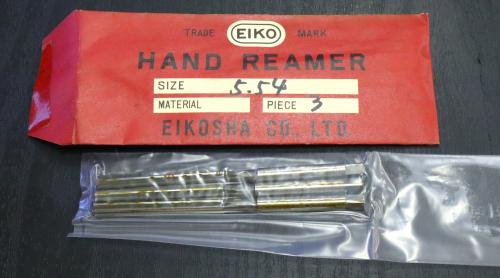 TRADE EIKO MARK
HAND REAMER
SIZE 5.54
MATERIAL PIECE 3
EIKOSHA CO. LTD.